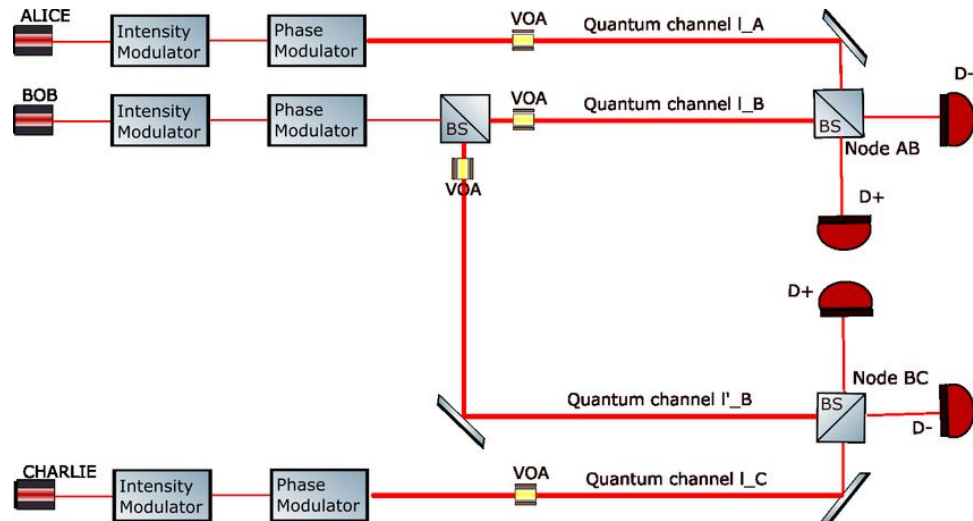 ALICE
Intensity
Modulator
Phase
Modulator
VOA
Quantum channel l_A
BOB
Intensity
Modulator
Phase
Modulator
BS
VOA
Quantum channel l_B
BS
D-
Node AB
VOA
D+
D+
Node BC
Quantum channel l'_B
BS
D-
CHARLIE
Intensity
Modulator
Phase
Modulator
VOA
Quantum channel l_C